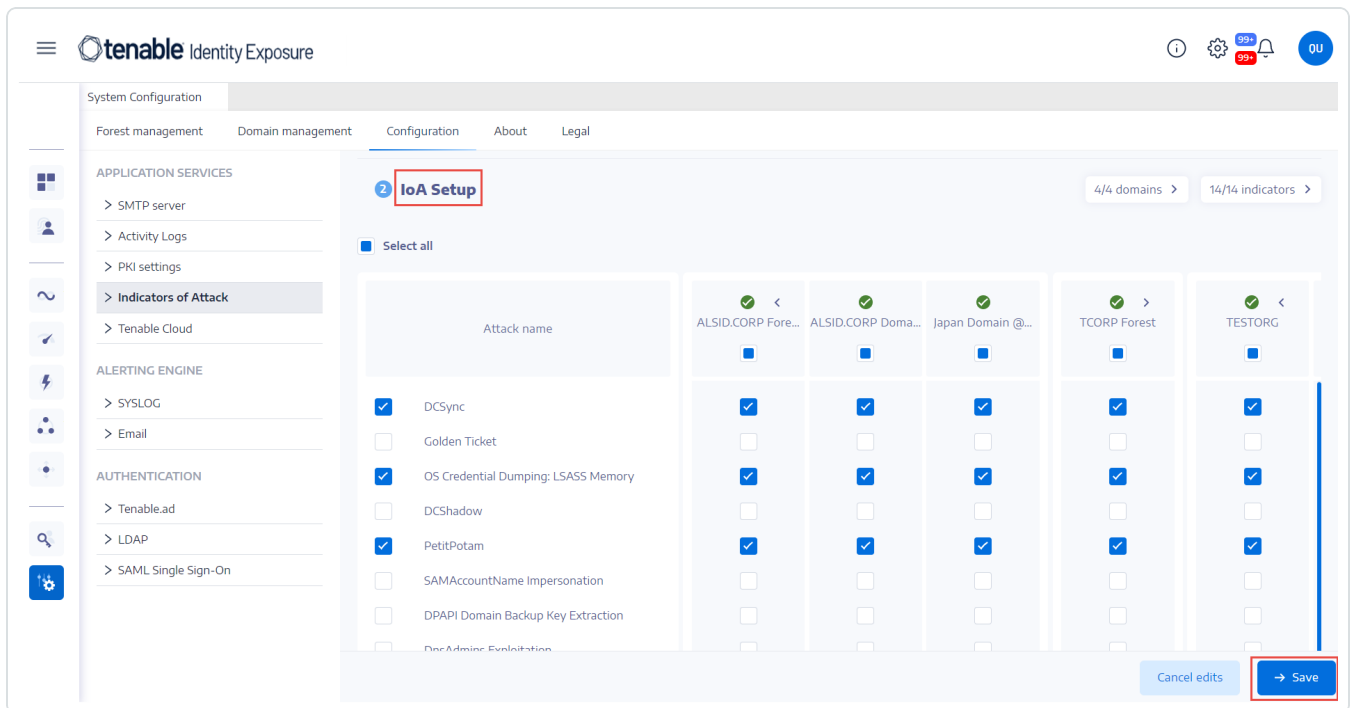 tenable Identity Exposure
99+
99+
QU
System Configuration
Forest management Domain management Configuration About Legal
APPLICATION SERVICES
SMTP server
Activity Logs
PKI settings
Indicators of Attack
Tenable Cloud
ALERTING ENGINE
SYSLOG
Email
AUTHENTICATION
Tenable.ad
LDAP
SAML Single Sign-On
2 IoA Setup
4/4 domains
14/14 indicators
Select all
Attack name
ALSID.CORP Fore... ALSID.CORP Doma... Japan Domain @... TCORP Forest TESTORG
DCSync
Golden Ticket
OS Credential Dumping: LSASS Memory
DCShadow
PetitPotam
SAMAccountName Impersonation
DPAPI Domain Backup Key Extraction
DnsAdmins Exploitation
Cancel edits
→ Save